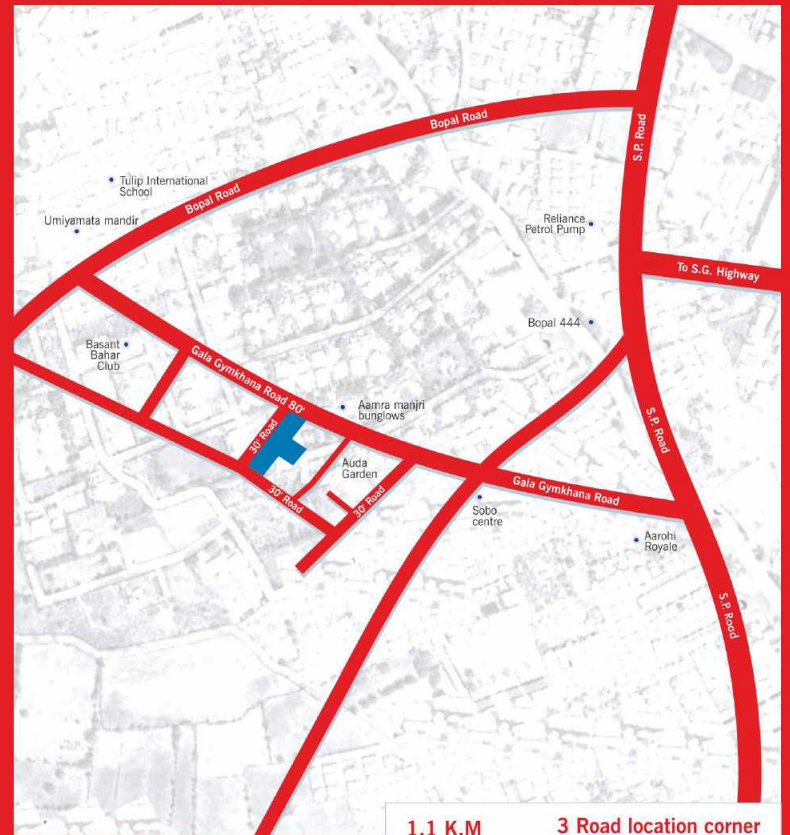 Bopal Road
S.P. Road
Tulip International
School
Bopal Road
Umiyamata mandir
Reliance
Petrol Pump
To S.G. Highway
Bopal 444
Basant
Bahar
Club
Gala Gymkhana Road 80'
Aamra manjri
bunglows
30' Road
S.P. Road
Auda
Garden
30' Road
30' Road
Gala Gymkhana Road
Sobo
centre
Aarohi
Royale
S.P. Road
1.1 K.M
3 Road location corner